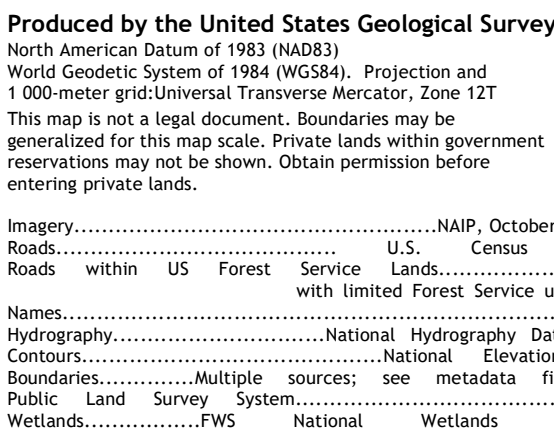 Produced by the United States Geological Survey
North American Datum of 1983 (NAD83)
World Geodetic System of 1984 (WGS84). Projection and
1 000-meter grid:Universal Transverse Mercator, Zone 12T
This map is not a legal document. Boundaries may be
generalized for this map scale. Private lands within government
reservations may not be shown. Obtain permission before
entering private lands.
Imagery.....................................................NAIP, October
Roads......................................... U.S. Census
Roads within US Forest Service Lands.................
with limited Forest Service u
Names........................................................................
Hydrography...............................National Hydrography Dat
Contours............................................National Elevation
Boundaries..............Multiple sources; see metadata fi
Public Land Survey System......................................
Wetlands.................FWS National Wetlands